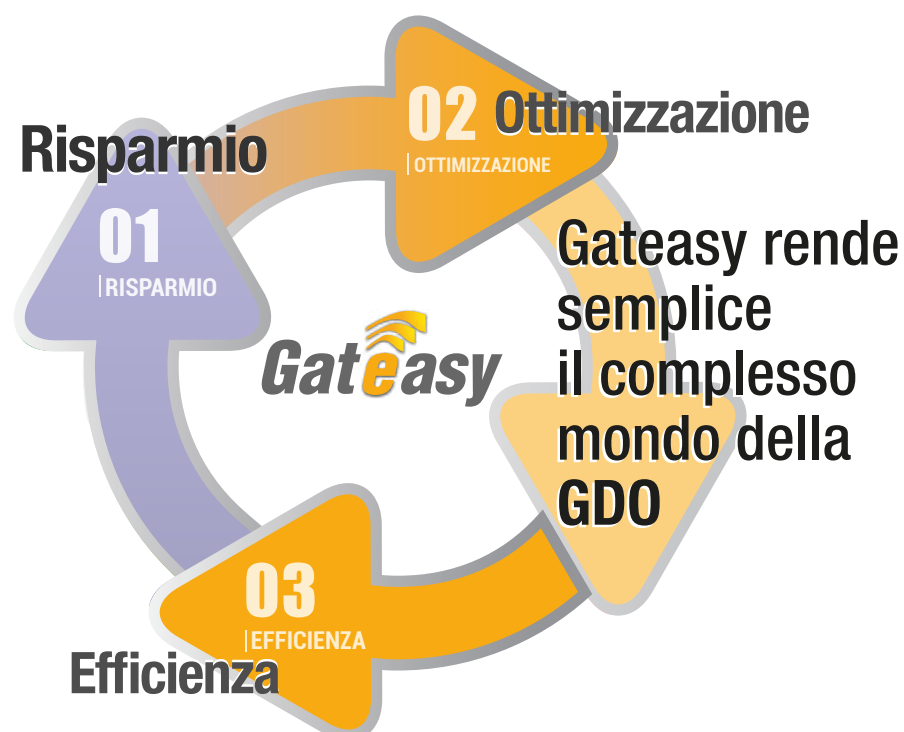 Risparmio
01
RISPARMIO
02
OTTIMIZZAZIONE
Ottimizzazione
Gateasy rende
semplice
il complesso
mondo della
GDO
Gateasy
03
EFFICIENZA
Efficienza